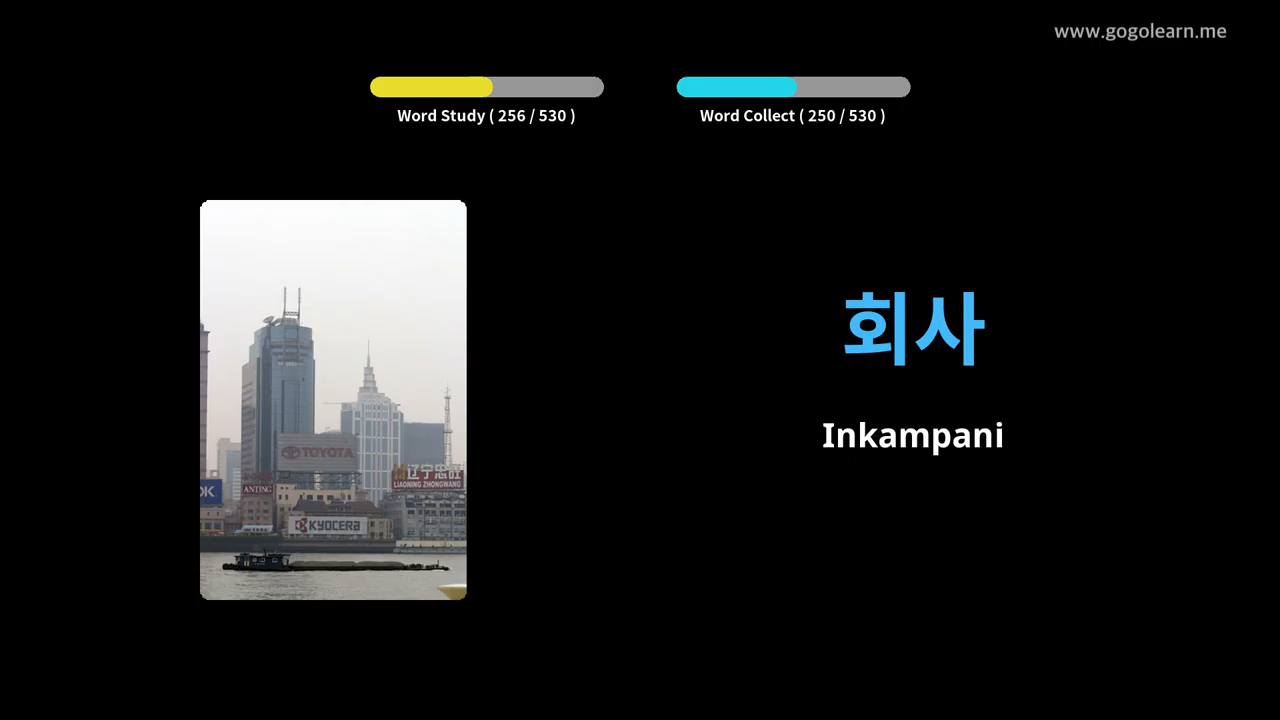 www.gogolearn.me
Word Study ( 256 / 530 )
Word Collect ( 250 / 530 )
회사
Inkampani
TOYOTA
辽宁忠旺
LIAONING ZHONGWANG
ANTING
KYOCERA